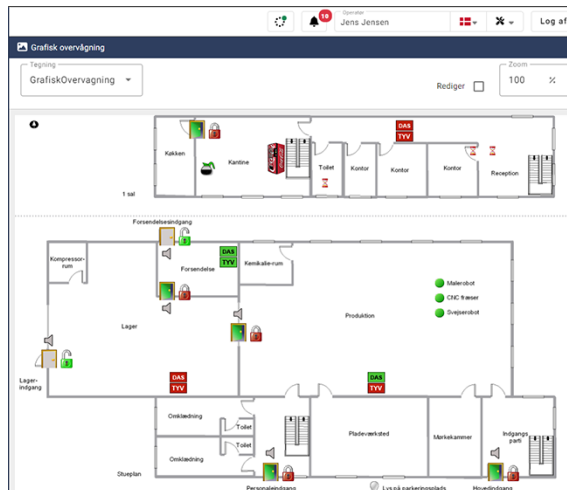 10
Operatør
Jens Jensen
Log af
Grafisk overvågning
Tegning
GrafiskOvervagning
Rediger
Zoom
100 %
DAS
TYV
Køkken
Kantine
Toilet
Kontor
Kontor
Kontor
Reception
1 sal
Forsendelsesindgang
Kompressor-
rum
Forsendelse
DAS
TYV
Kemikalie-rum
Malerobot
CNC fræser
Svejserobot
Lager
Produktion
Lager-
indgang
DAS
TYV
DAS
TYV
Omklædning
Toilet
Toilet
Omklædning
Pladeværksted
Mørkekammer
Indgangs
parti
Stueplan
Personaleindgang
Lys på parkeringsplads
Hovedindgang